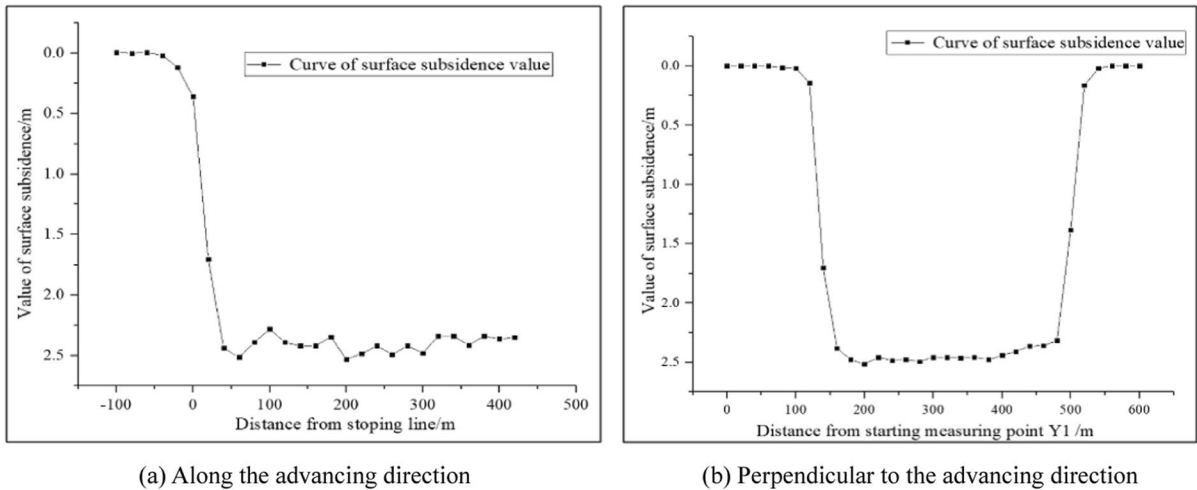 Curve of surface subsidence value
Value of surface subsidence/m
0.0
0.5
1.0
1.5
2.0
2.5
-100 0 100 200 300 400 500
Distance from stoping line/m
(a) Along the advancing direction
Curve of surface subsidence value
Value of surface subsidence/m
0.0
0.5
1.0
1.5
2.0
2.5
0 100 200 300 400 500 600
Distance from starting measuring point Y1 /m
(b) Perpendicular to the advancing direction